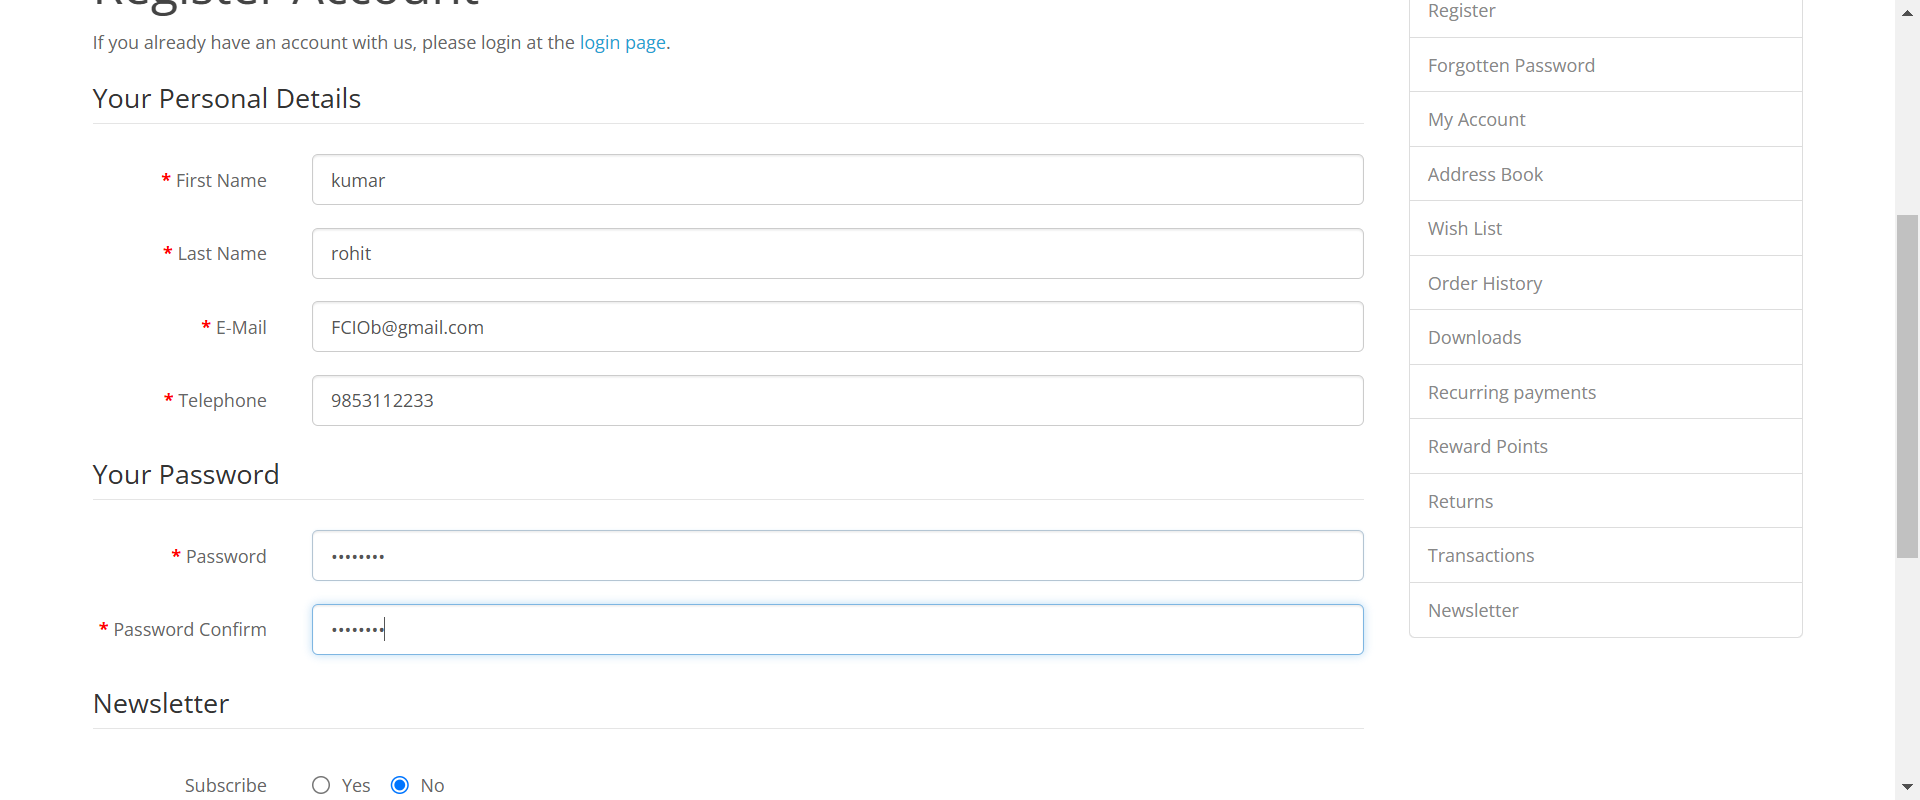 Register Account
If you already have an account with us, please login at the login page.
Your Personal Details
* First Name
kumar
* Last Name
rohit
* E-Mail
FCIOb@gmail.com
* Telephone
9853112233
Your Password
* Password
••••••••
* Password Confirm
••••••••
Newsletter
Subscribe
Yes
No
Register
Forgotten Password
My Account
Address Book
Wish List
Order History
Downloads
Recurring payments
Reward Points
Returns
Transactions
Newsletter